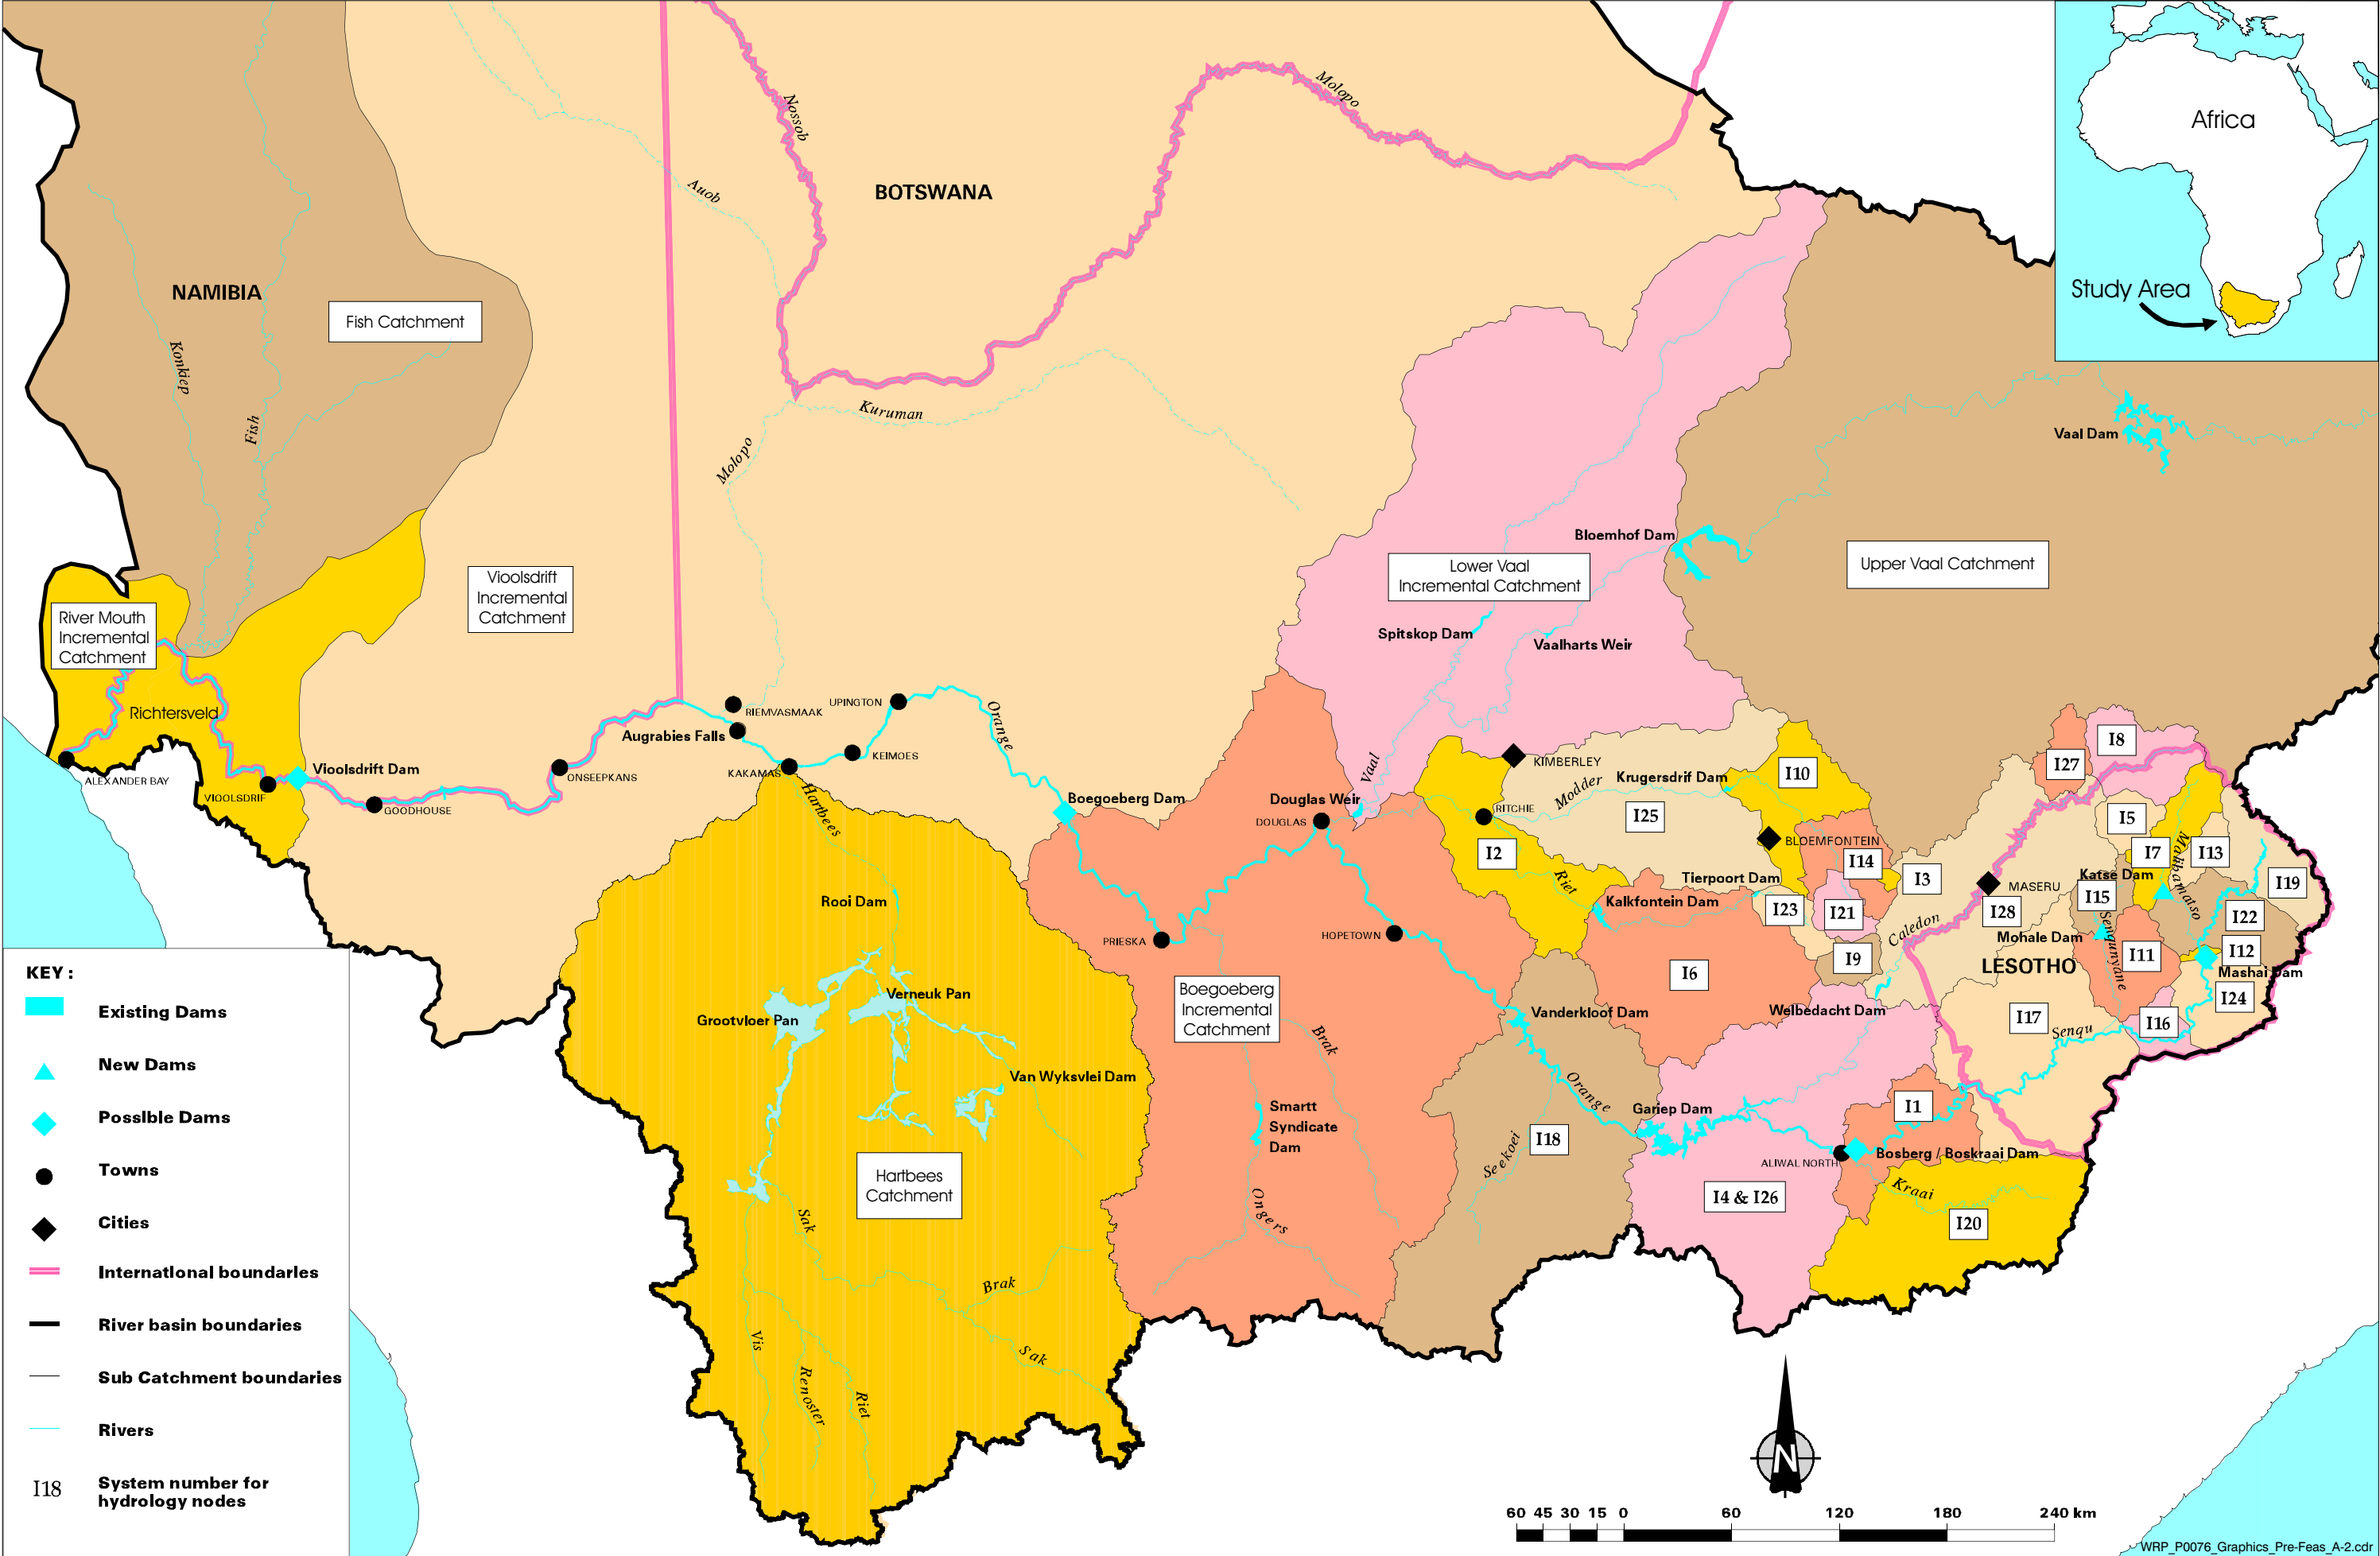 Africa
Study Area
Nossob
Molopo
BOTSWANA
Auob
NAMIBIA
Fish Catchment
Konkiep
Fish
Kuruman
Molopo
Vaal Dam
Bloemhof Dam
Lower Vaal
Incremental Catchment
Upper Vaal Catchment
Vioolsdrift
Incremental
Catchment
River Mouth
Incremental
Catchment
Spitskop Dam
Vaalharts Weir
Richtersveld
RIEMVASMAAK
UPINGTON
Augrabies Falls
Orange
KEIMOES
KAKAMAS
ONSEEPKANS
ALEXANDER BAY
VIOOLSDRIF
Vioolsdrift Dam
GOODHOUSE
Hartbees
Boegoeberg Dam
Vaal
Douglas Weir
DOUGLAS
KIMBERLEY
RITCHIE
Modder
Krugersdrif Dam
I10
I27
I8
I25
I5
I2
BLOEMFONTEIN
I14
I7
Malibamatso
I13
Riet
Tierpoort Dam
I3
MASERU
Katse Dam
I15
I19
Rooi Dam
Kalkfontein Dam
I23
I21
I28
I22
PRIESKA
HOPETOWN
Caledon
Mohale Dam
Senqunyane
I9
I11
I12
LESOTHO
Mashai Dam
I6
Verneuk Pan
Grootvloer Pan
Boegoeberg
Incremental
Catchment
Vanderkloof Dam
Welbedacht Dam
I24
I17
Senqu
I16
Brak
Van Wyksvlei Dam
Orange
Smartt
Syndicate
Dam
Gariep Dam
I1
I18
Seekoei
ALIWAL NORTH
Bosberg / Boskraai Dam
Hartbees
Catchment
Kraai
I4 & I26
I20
Ongers
Sak
Brak
Sak
Vis
Renoster
Riet
KEY :
Existing Dams
New Dams
Possible Dams
Towns
Cities
International boundaries
River basin boundaries
Sub Catchment boundaries
Rivers
I18
System number for
hydrology nodes
N
60 45 30 15 0 60 120 180 240 km
WRP_P0076_Graphics_Pre-Feas_A-2.cdr